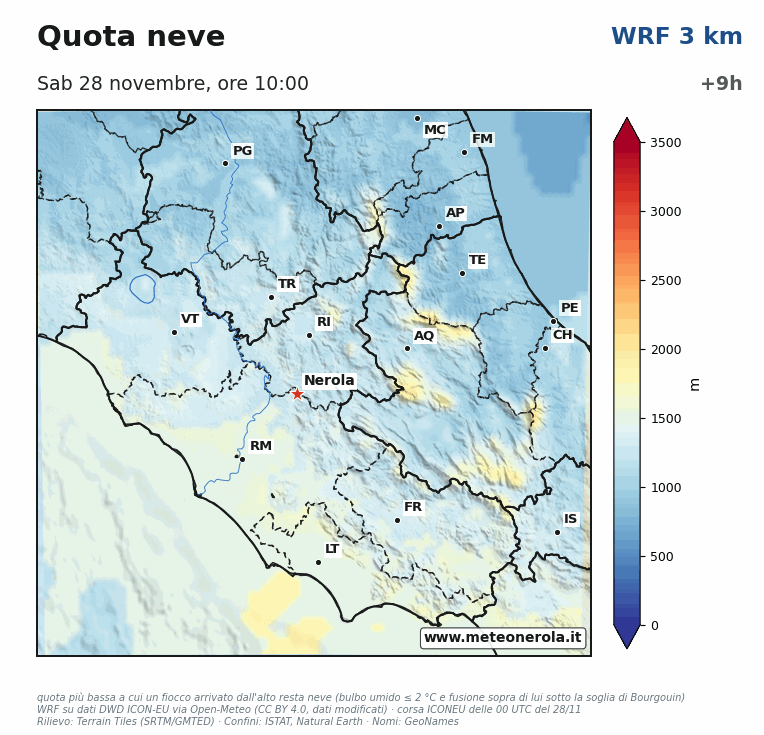 Quota neve
WRF 3 km
Sab 28 novembre, ore 10:00
+9h
MC
FM
PG
AP
TE
TR
PE
VT
RI
AQ
CH
Nerola
RM
FR
IS
LT
www.meteonerola.it
3500
3000
2500
2000
1500
1000
500
0
m
quota più bassa a cui un fiocco arrivato dall'alto resta neve (bulbo umido ≤ 2 °C e fusione sopra di lui sotto la soglia di Bourgouin)
WRF su dati DWD ICON-EU via Open-Meteo (CC BY 4.0, dati modificati) · corsa ICONEU delle 00 UTC del 28/11
Rilievo: Terrain Tiles (SRTM/GMTED) · Confini: ISTAT, Natural Earth · Nomi: GeoNames